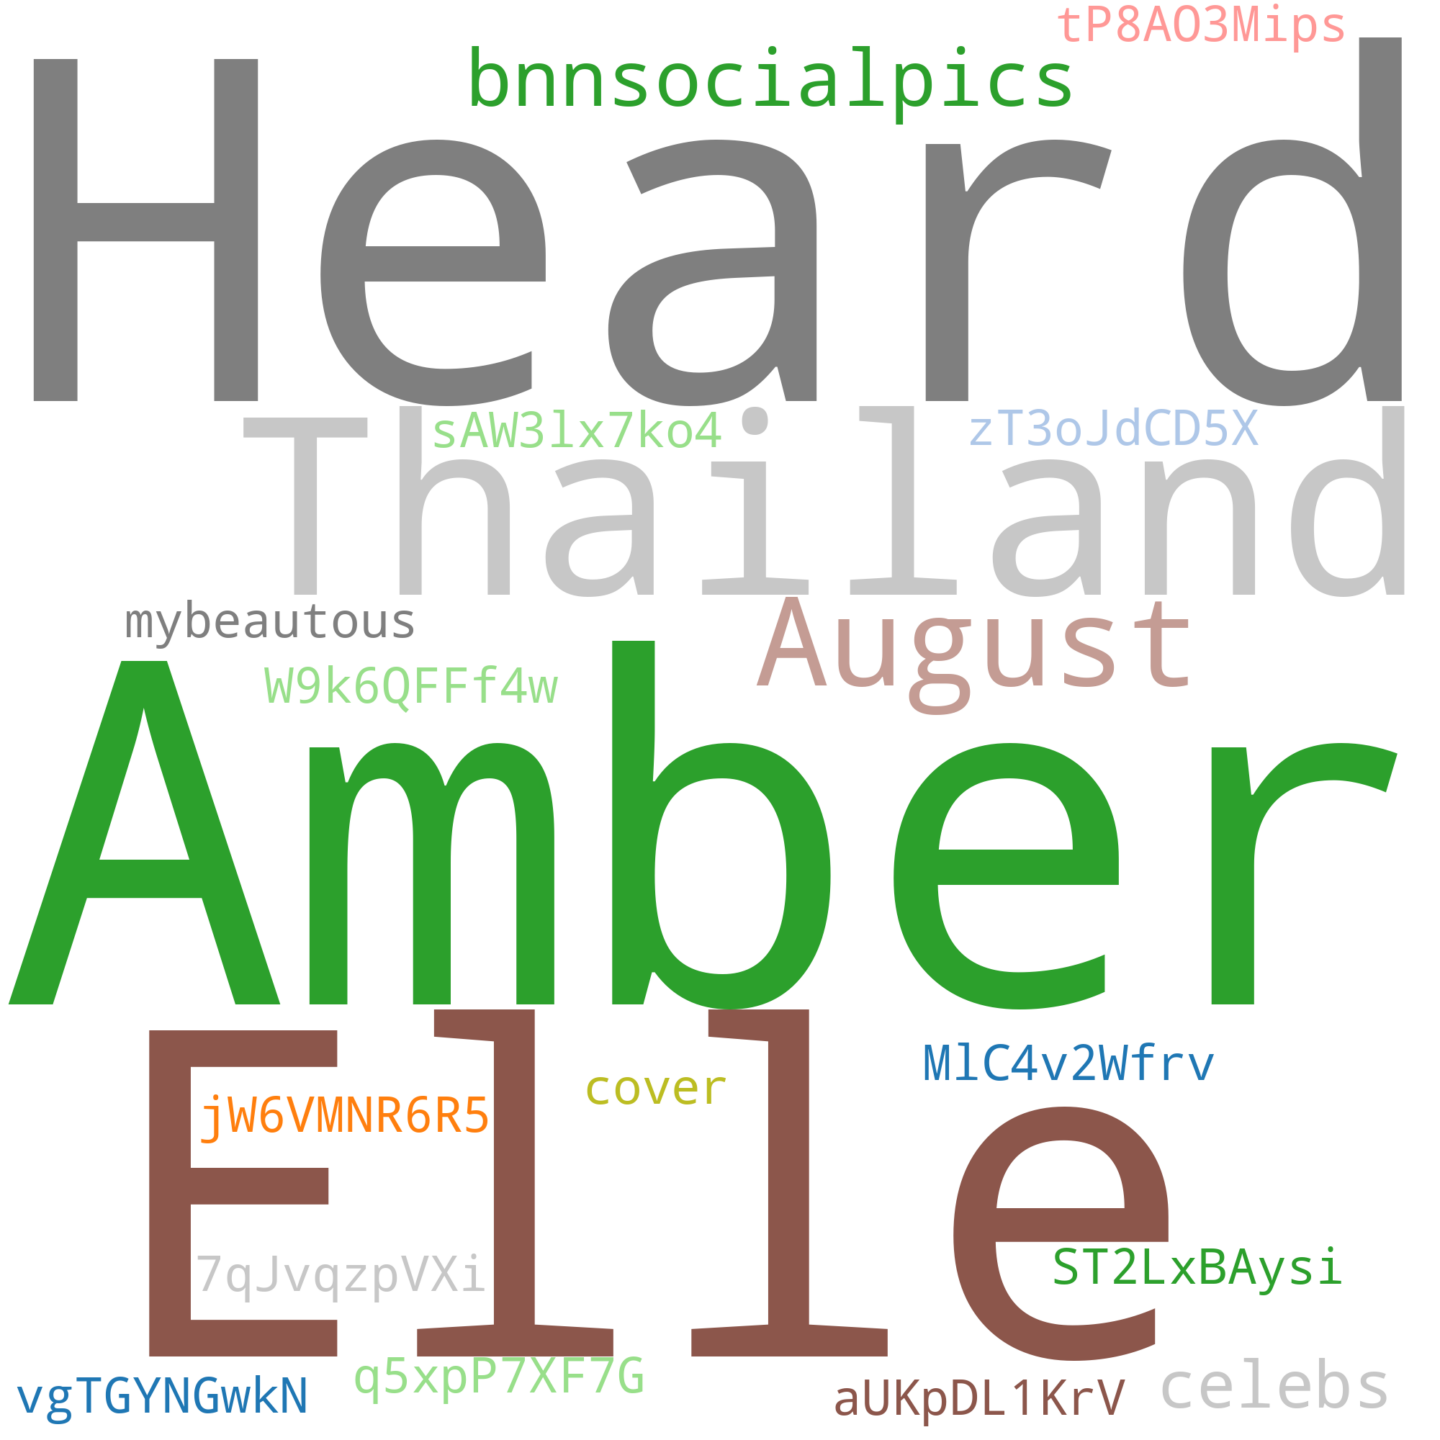 tP8AO3Mips
bnnsocialpics
Heard
sAW3lx7ko4
zT3oJdCD5X
Thailand
mybeautous
August
W9k6QFFf4w
Amber
MlC4v2Wfrv
cover
jW6VMNR6R5
Elle
7qJvqzpVXi
ST2LxBAysi
q5xpP7XF7G
vgTGYNGwkN
aUKpDL1KrV
celebs